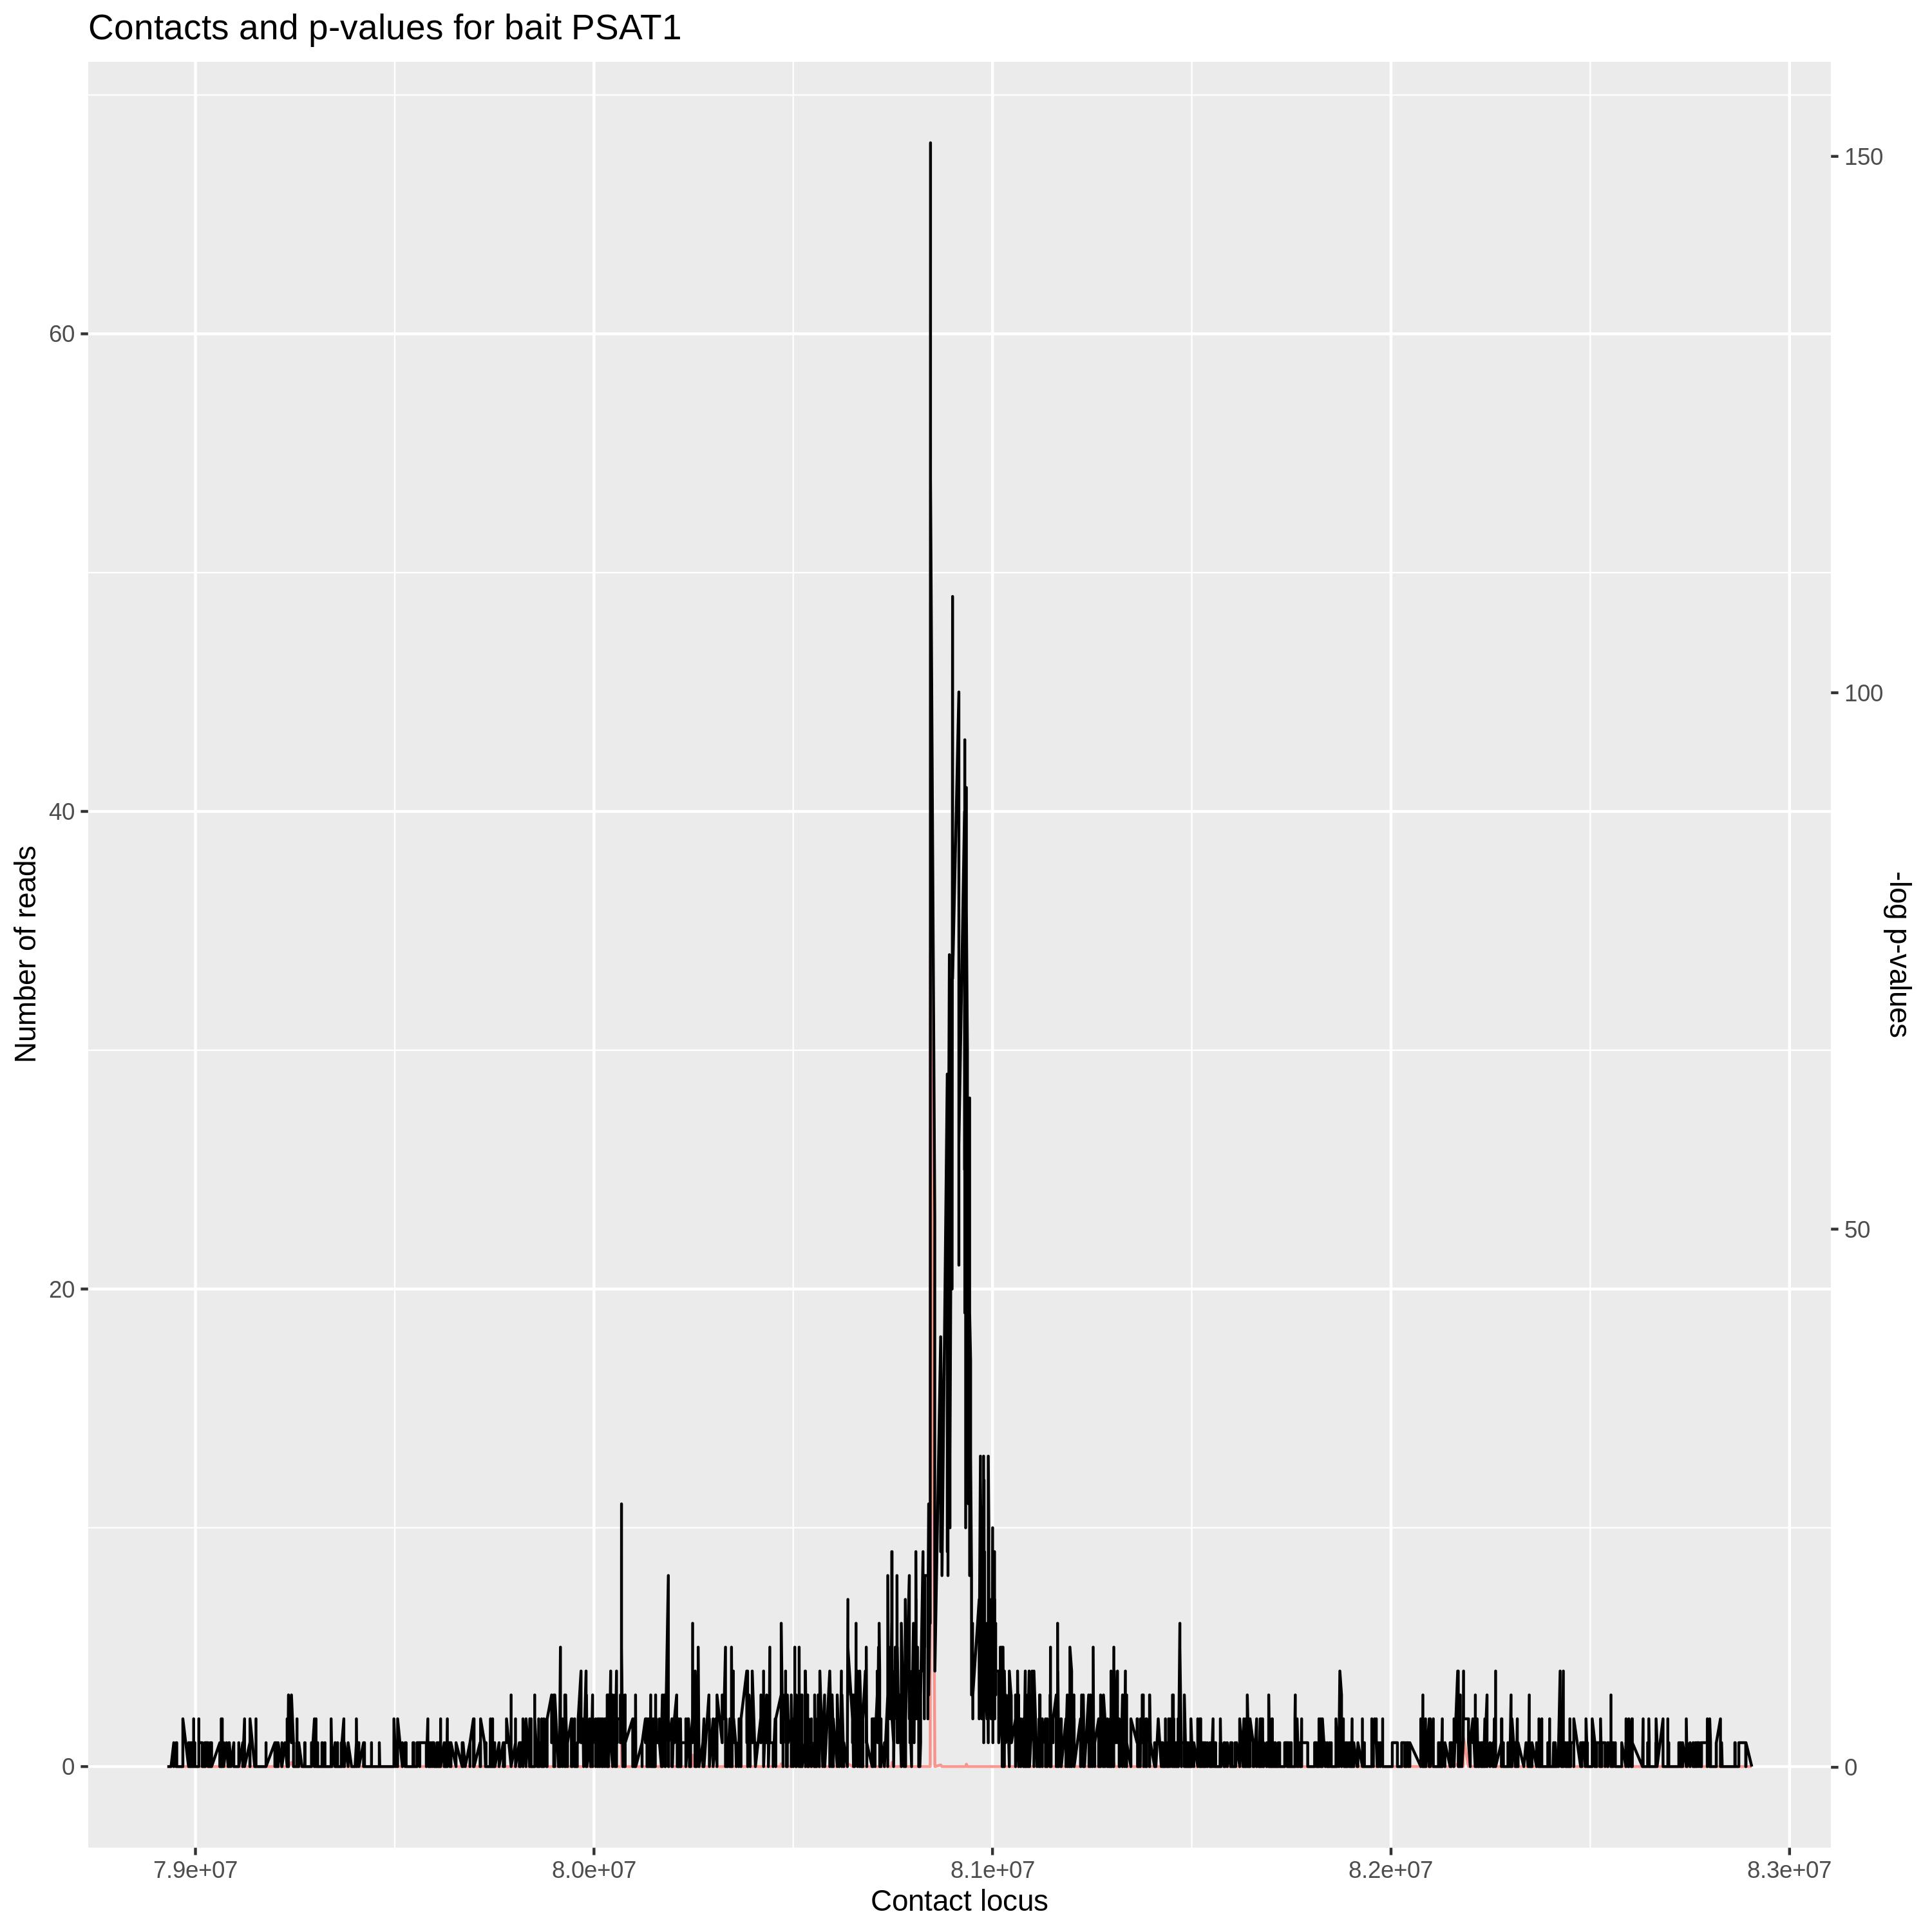 Contacts and p-values for bait PSAT1
60
40
20
0
Number of reads
150
100
50
0
-log p-values
7.9e+07
8.0e+07
8.1e+07
8.2e+07
8.3e+07
Contact locus